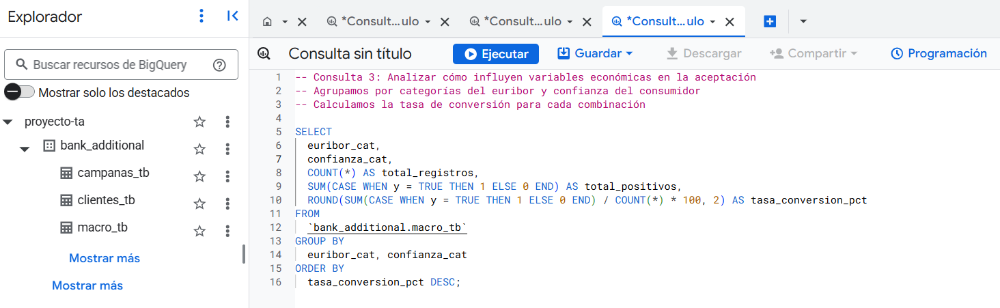 Explorador
Buscar recursos de BigQuery
Mostrar solo los destacados
proyecto-ta
bank_additional
campanas_tb
clientes_tb
macro_tb
Mostrar más
Mostrar más
*Consult...ulo
*Consult...ulo
*Consult...ulo
Consulta sin título
Ejecutar
Guardar
Descargar
Compartir
Programación
1 -- Consulta 3: Analizar cómo influyen variables económicas en la aceptación
2 -- Agrupamos por categorías del euribor y confianza del consumidor
3 -- Calculamos la tasa de conversión para cada combinación
4
5 SELECT
6 euribor_cat,
7 confianza_cat,
8 COUNT(*) AS total_registros,
9 SUM(CASE WHEN y = TRUE THEN 1 ELSE 0 END) AS total_positivos,
10 ROUND(SUM(CASE WHEN y = TRUE THEN 1 ELSE 0 END) / COUNT(*) * 100, 2) AS tasa_conversion_pct
11 FROM
12 `bank_additional.macro_tb`
13 GROUP BY
14 euribor_cat, confianza_cat
15 ORDER BY
16 tasa_conversion_pct DESC;